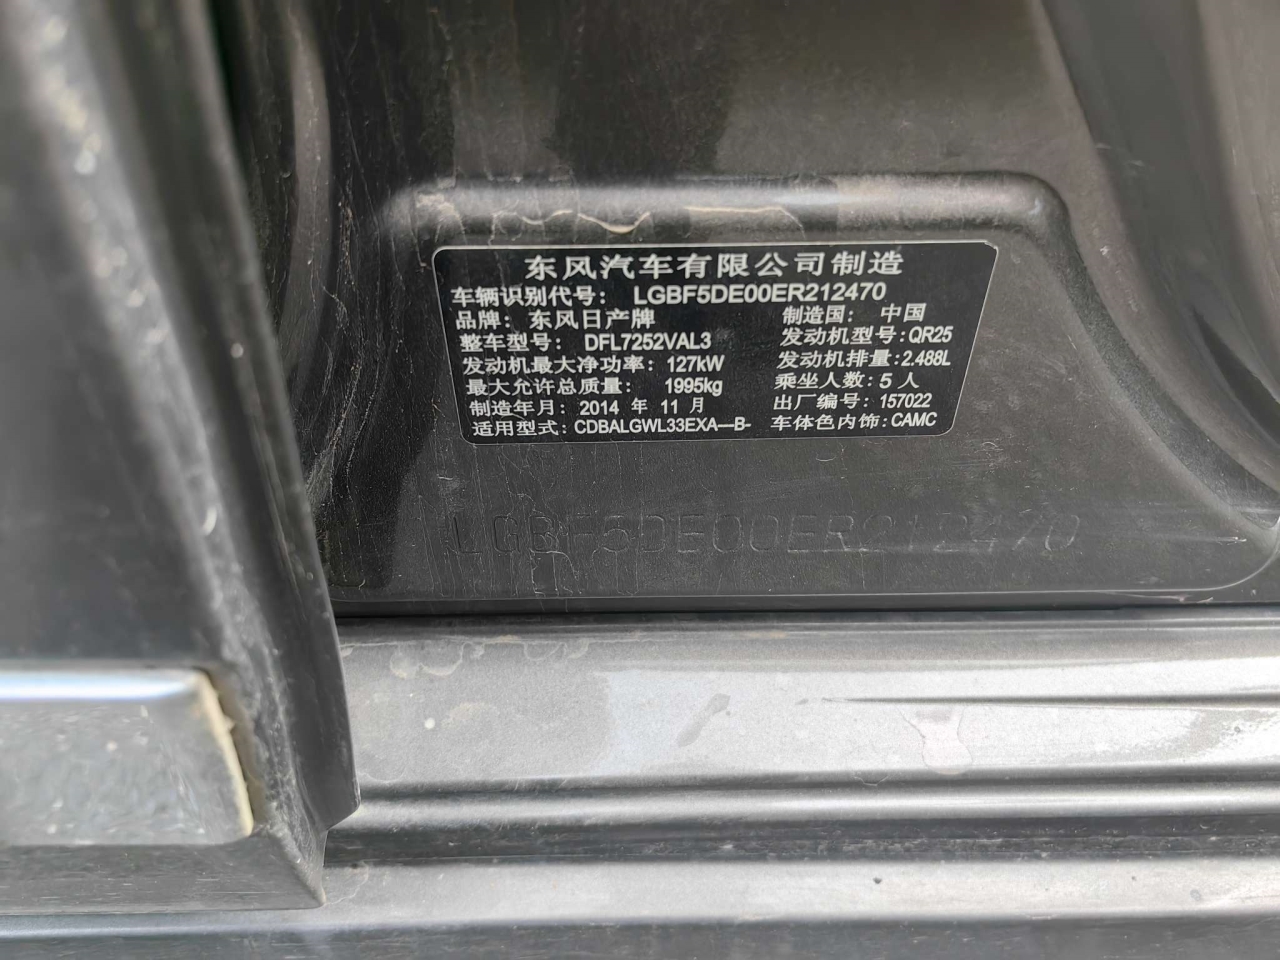 东风汽车有限公司制造
车辆识别代号： LGBF5DE00ER212470
品牌：东风日产牌 制造国： 中国
整车型号： DFL7252VAL3 发动机型号：QR25
发动机最大净功率：127kW 发动机排量：2.488L
最大允许总质量： 1995kg 乘坐人数：5人
制造年月：2014 年 11 月 出厂编号：157022
适用型式：CDBALGWL33EXA—B- 车体色内饰：CAMC
LGBF5DE00ER212470